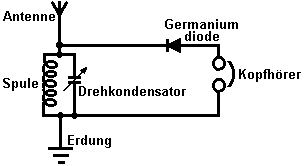 Antenne
Germanium
diode
Spule
Drehkondensator
Kopfhörer
Erdung